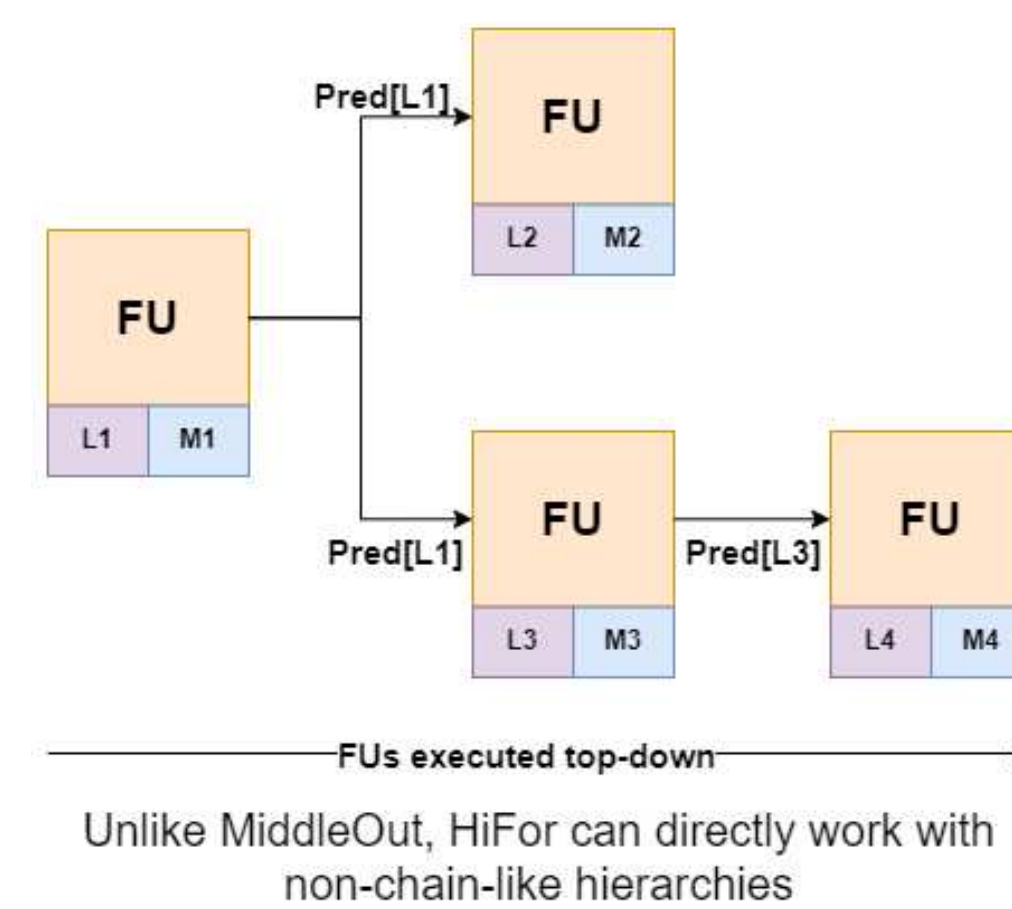 Pred[L1]
FU
L2 M2
FU
L1 M1
Pred[L1]
FU
L3 M3
Pred[L3]
FU
L4 M4
FUs executed top-down
Unlike MiddleOut, HiFor can directly work with
non-chain-like hierarchies